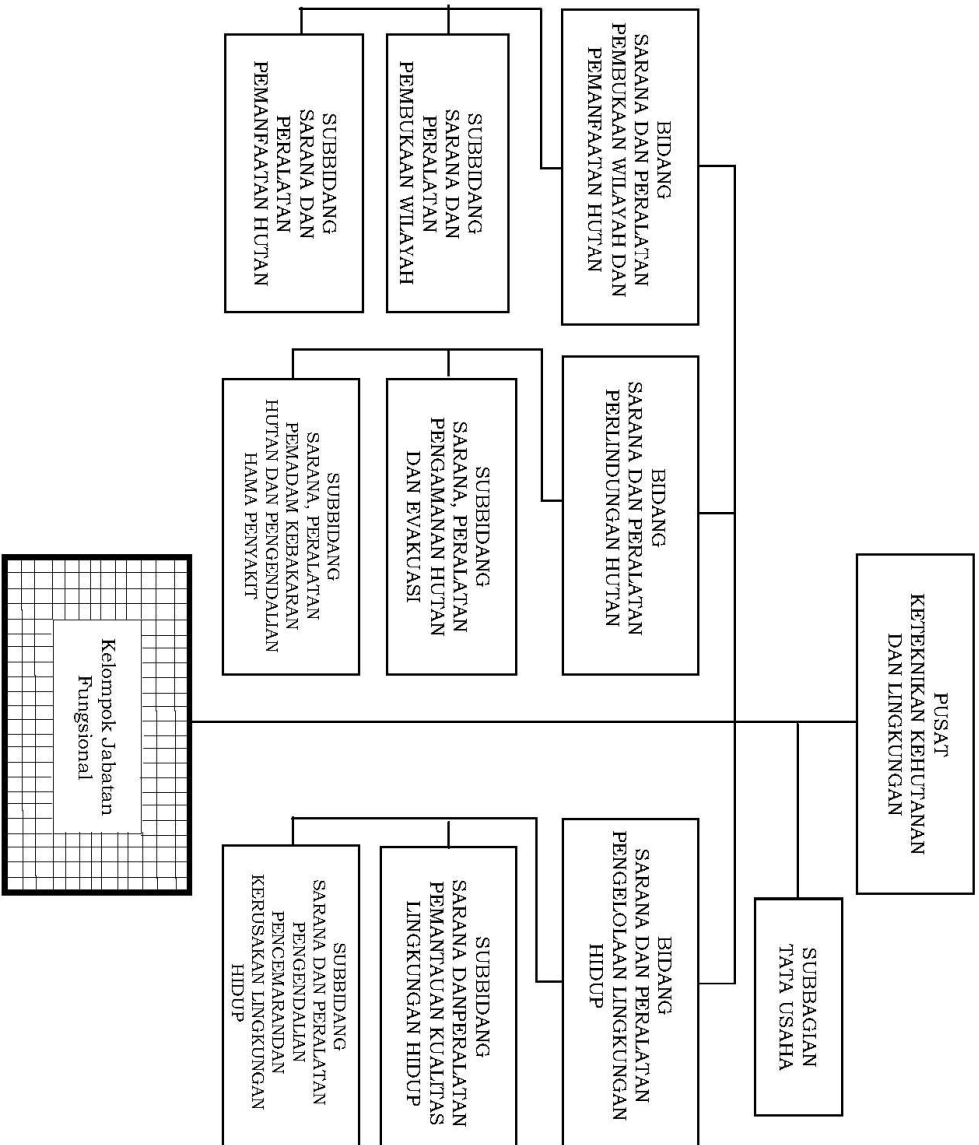 PUSAT
KETEKNIKAN KEHUTANAN
DAN LINGKUNGAN
SUBBAGIAN
TATA USAHA
BIDANG
SARANA DAN PERALATAN
PEMBUKAAN WILAYAH DAN
PEMANFAATAN HUTAN
SUBBIDANG
SARANA DAN
PERALATAN
PEMBUKAAN WILAYAH
SUBBIDANG
SARANA DAN
PERALATAN
PEMANFAATAN HUTAN
BIDANG
SARANA DAN PERALATAN
PERLINDUNGAN HUTAN
SUBBIDANG
SARANA, PERALATAN
PENGAMANAN HUTAN
DAN EVAKUASI
SUBBIDANG
SARANA, PERALATAN
PEMADAM KEBAKARAN
HUTAN DAN PENGENDALIAN
HAMA PENYAKIT
BIDANG
SARANA DAN PERALATAN
PENGELOLAAN LINGKUNGAN
HIDUP
SUBBIDANG
SARANA DANPERALATAN
PEMANTAUAN KUALITAS
LINGKUNGAN HIDUP
SUBBIDANG
SARANA DAN PERALATAN
PENGENDALIAN
PENCEMARANDAN
KERUSAKAN LINGKUNGAN
HIDUP
Kelompok Jabatan
Fungsional